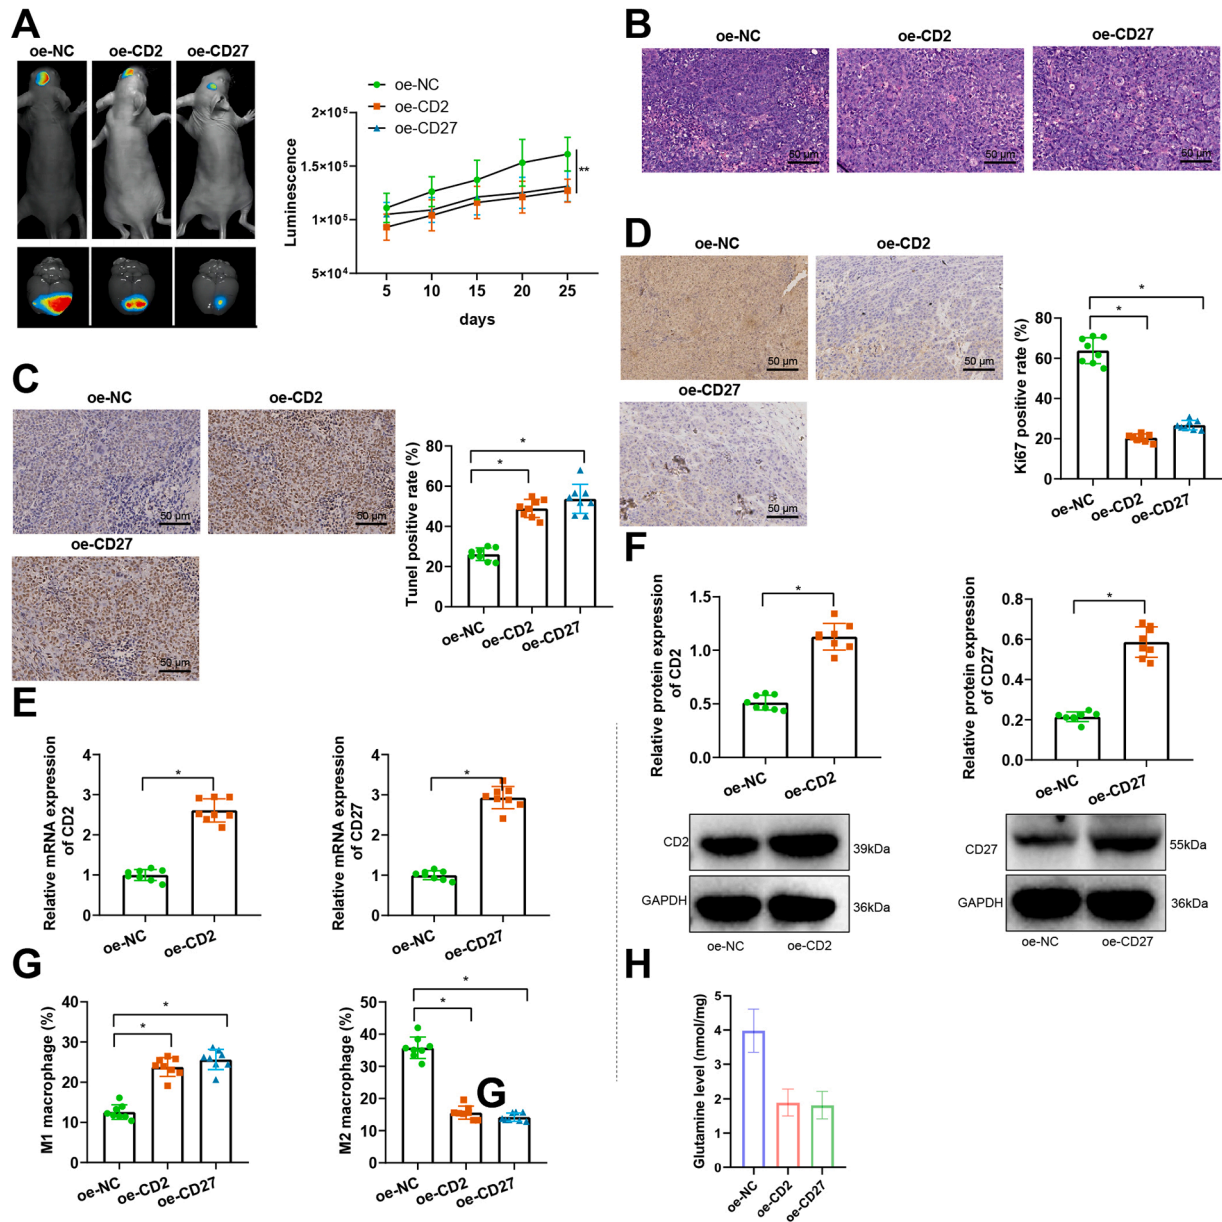 A
oe-NC
oe-CD2
oe-CD27
oe-NC
oe-CD2
oe-CD27
Luminescence
2×10⁵
1.5×10⁵
1×10⁵
5×10⁴
**
5 10 15 20 25
days
B
oe-NC
oe-CD2
oe-CD27
50 μm
50 μm
50 μm
C
oe-NC
oe-CD2
50 μm
50 μm
oe-CD27
50 μm
Tunel positive rate (%)
80
60
40
20
0
*
*
oe-NC
oe-CD2
oe-CD27
D
oe-NC
oe-CD2
50 μm
50 μm
oe-CD27
50 μm
Ki67 positive rate (%)
80
60
40
20
0
*
*
oe-NC
oe-CD2
oe-CD27
E
Relative mRNA expression
of CD2
4
3
2
1
0
*
oe-NC
oe-CD2
Relative mRNA expression
of CD27
4
3
2
1
0
*
oe-NC
oe-CD27
F
Relative protein expression
of CD2
1.5
1.0
0.5
0.0
*
oe-NC
oe-CD2
Relative protein expression
of CD27
0.8
0.6
0.4
0.2
0.0
*
oe-NC
oe-CD27
CD2
39kDa
GAPDH
36kDa
oe-NC
oe-CD2
CD27
55kDa
GAPDH
36kDa
oe-NC
oe-CD27
G
M1 macrophage (%)
40
30
20
10
0
*
*
oe-NC
oe-CD2
oe-CD27
M2 macrophage (%)
50
40
30
20
10
0
*
*
G
oe-NC
oe-CD2
oe-CD27
H
Glutamine level (nmol/mg)
5
4
3
2
1
0
oe-NC
oe-CD2
oe-CD27